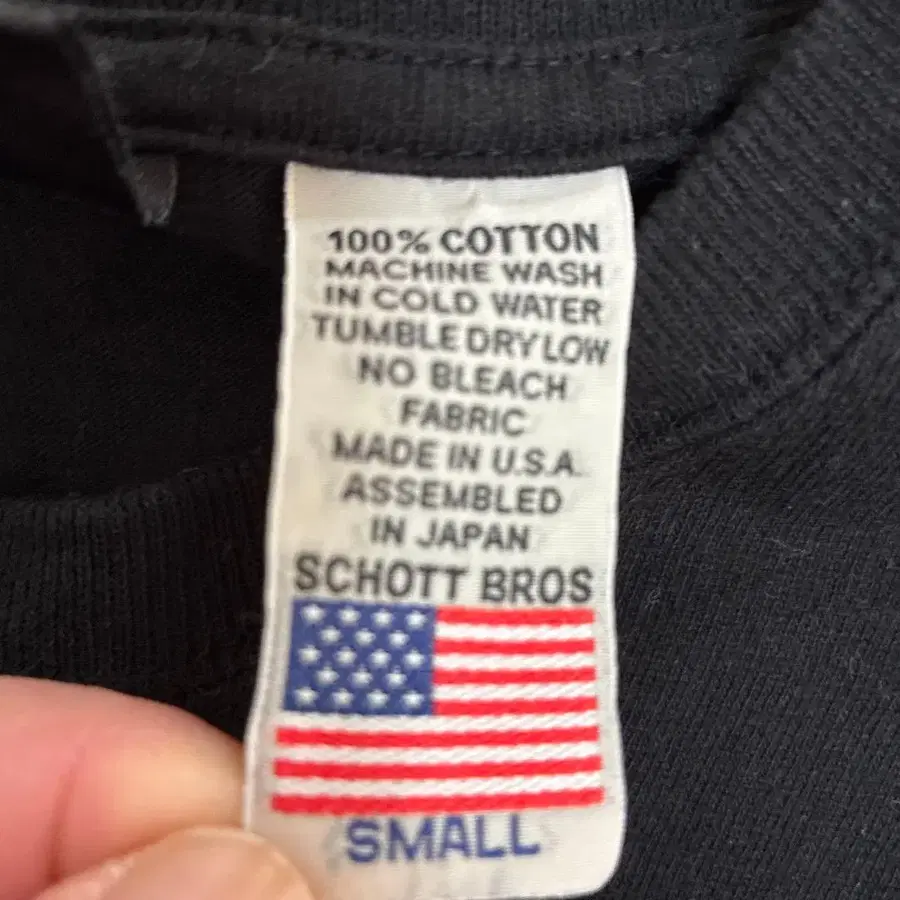 100% COTTON
MACHINE WASH
IN COLD WATER
TUMBLE DRY LOW
NO BLEACH
FABRIC
MADE IN U.S.A.
ASSEMBLED
IN JAPAN
SCHOTT BROS
SMALL